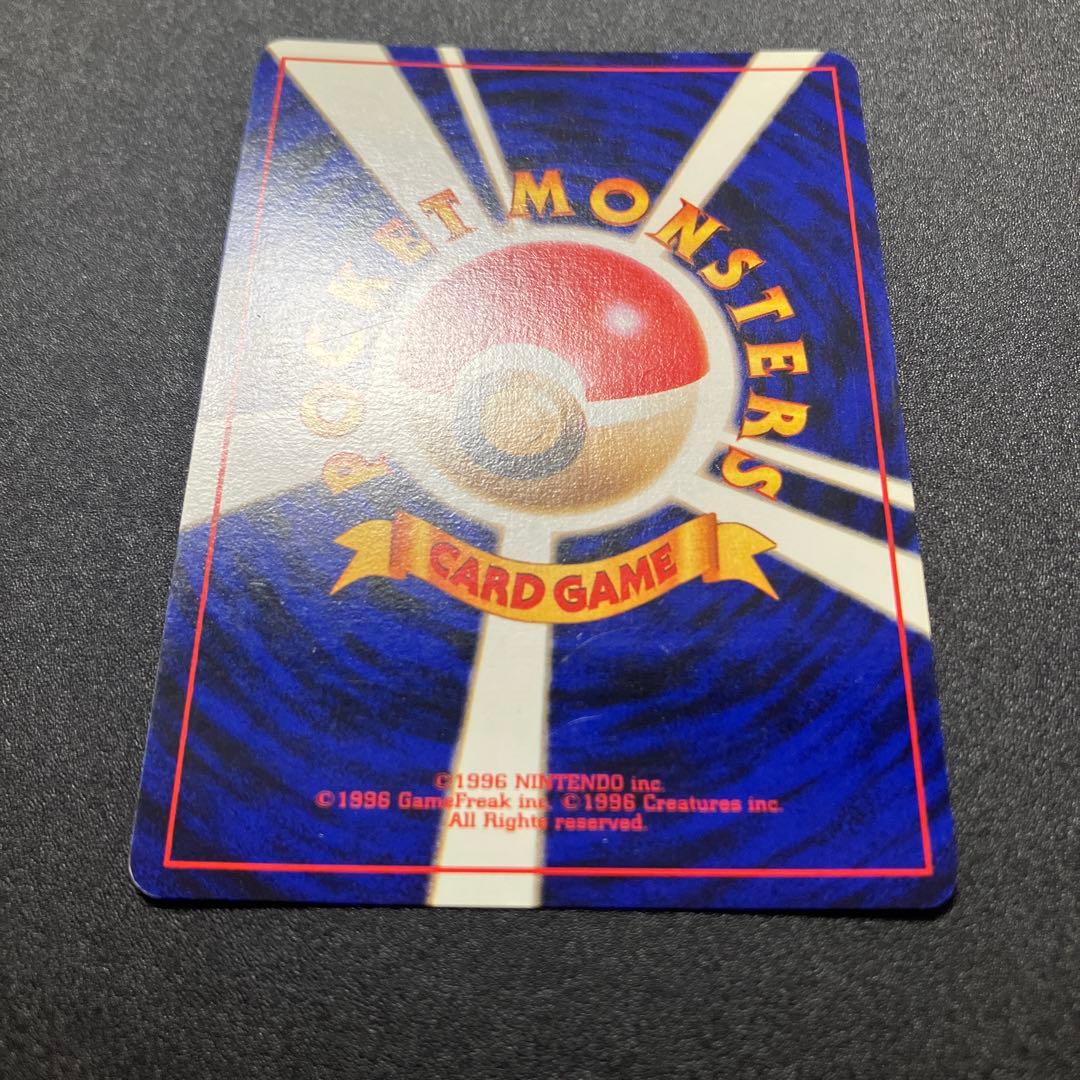 POCKET MONSTERS
CARD GAME
©1996 NINTENDO inc.
©1996 GameFreak inc. ©1996 Creatures inc.
All Rights reserved.